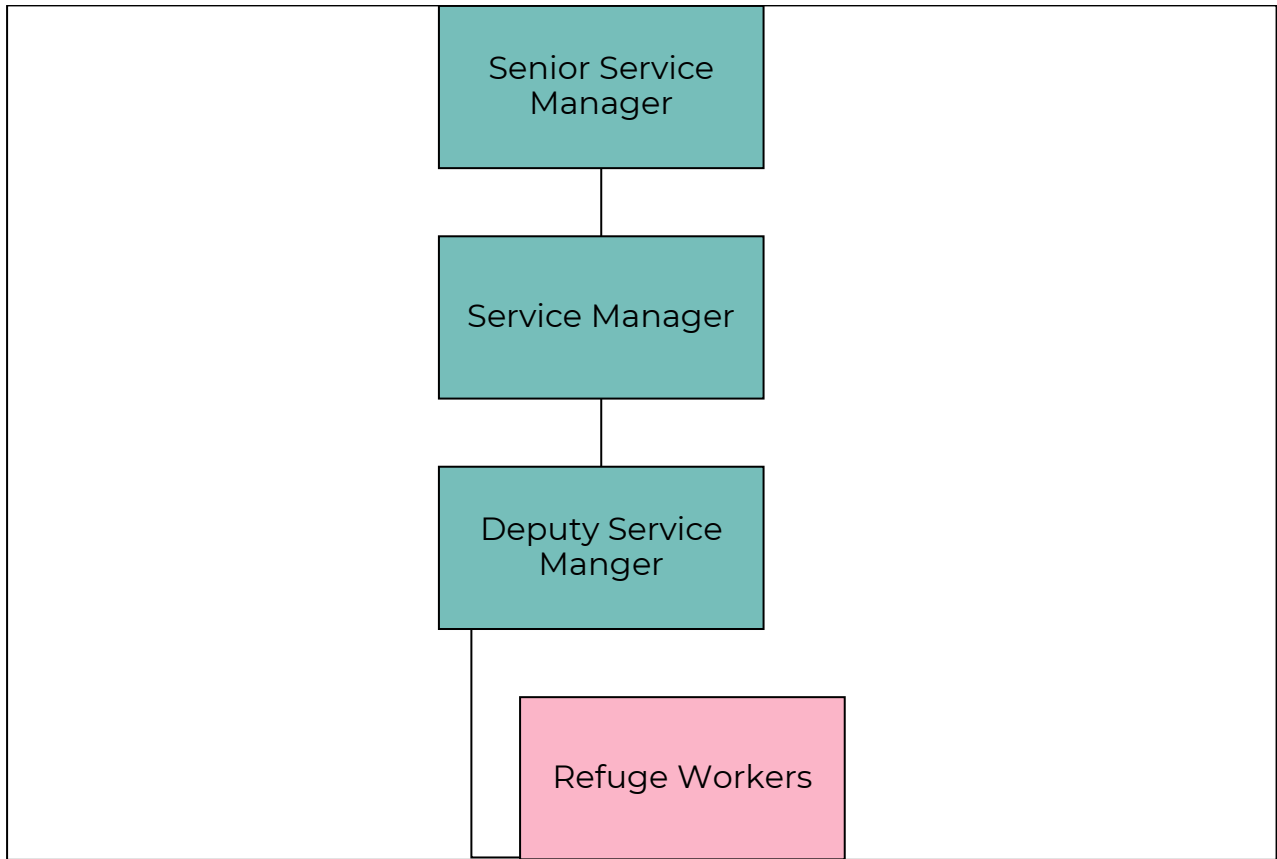 Senior Service
Manager
Service Manager
Deputy Service
Manger
Refuge Workers